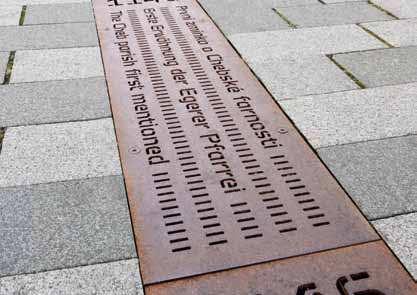 První zmínka o Chebské farnosti
Erste Erwähnung der Egerer Pfarrei
The Cheb parish first mentioned